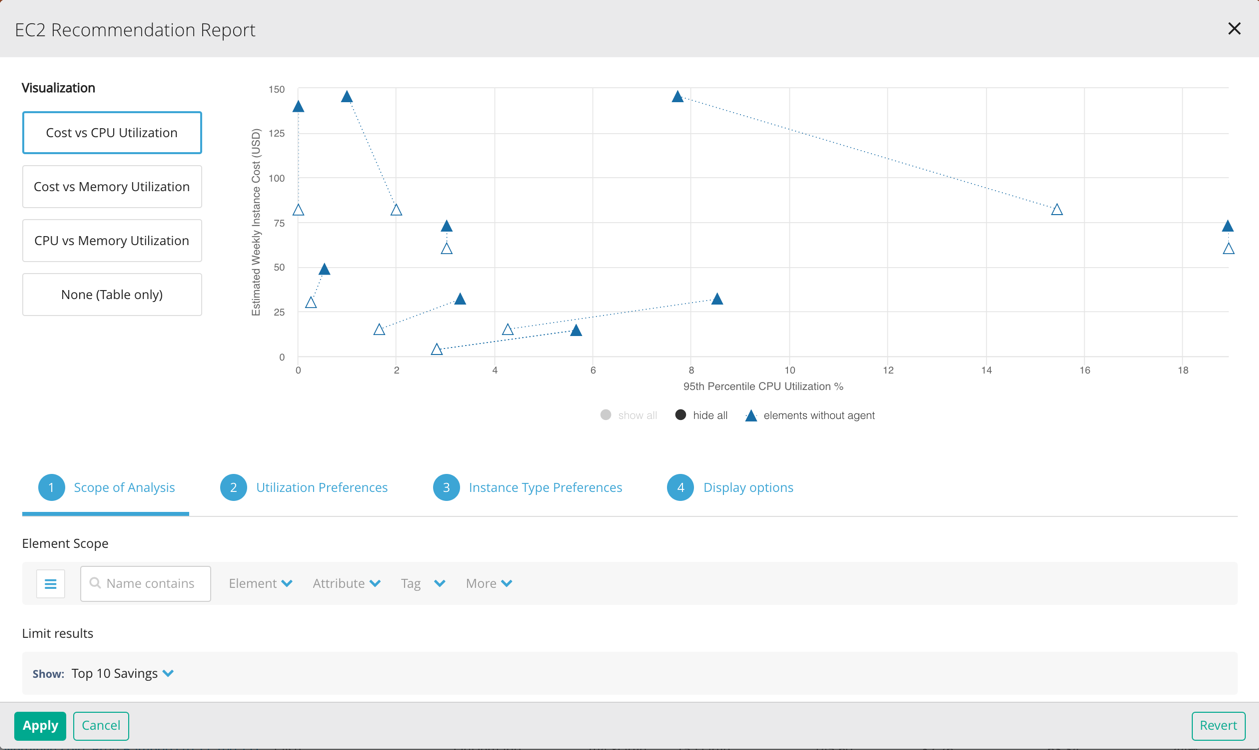 EC2 Recommendation Report
Visualization
Cost vs CPU Utilization
Cost vs Memory Utilization
CPU vs Memory Utilization
None (Table only)
Estimated Weekly Instance Cost (USD)
150
125
100
75
50
25
0
0 2 4 6 8 10 12 14 16 18
95th Percentile CPU Utilization %
show all hide all elements without agent
1 Scope of Analysis 2 Utilization Preferences 3 Instance Type Preferences 4 Display options
Element Scope
Name contains Element Attribute Tag More
Limit results
Show: Top 10 Savings
Apply Cancel Revert